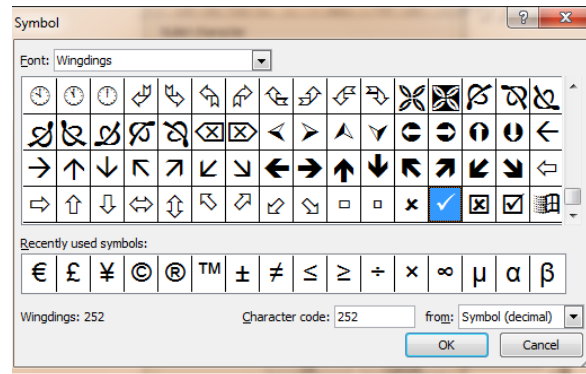 Symbol
Font: Wingdings
Recently used symbols:
€ £ ¥ © ® ™ ± ≠ ≤ ≥ ÷ × ∞ µ α β
Wingdings: 252 Character code: 252 from: Symbol (decimal)
OK Cancel